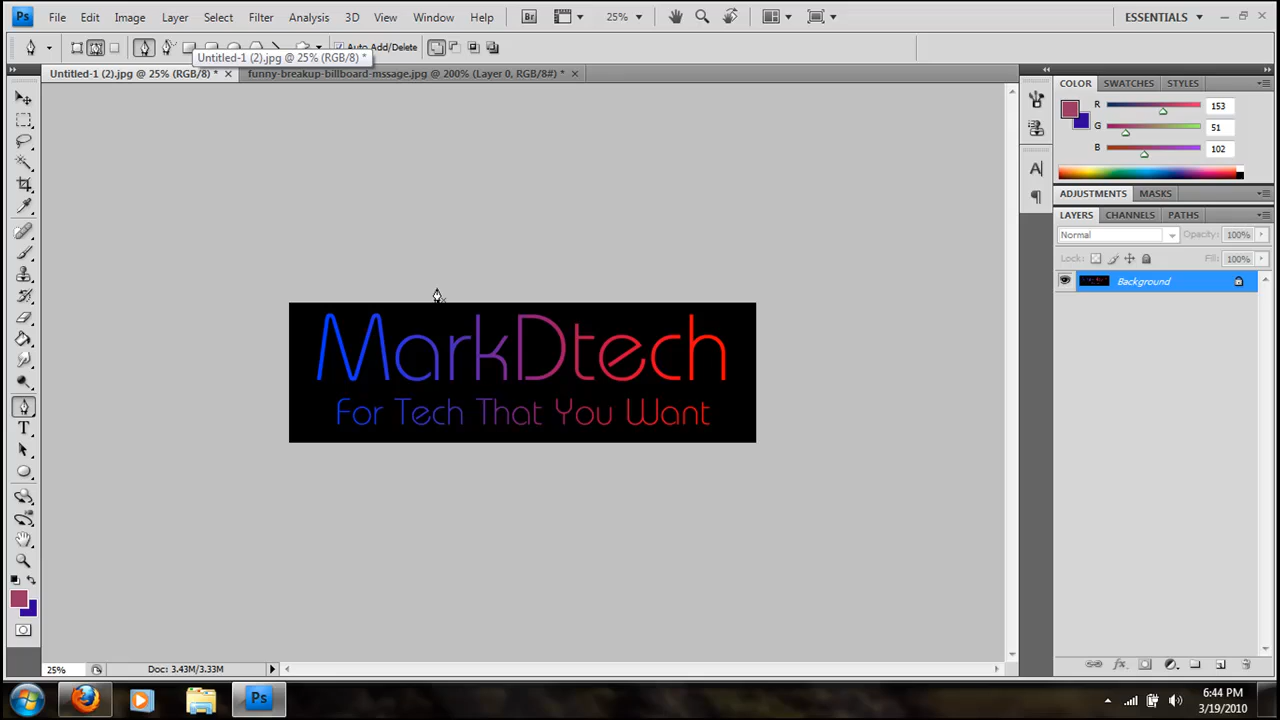 Ps File Edit Image Layer Select Filter Analysis 3D View Window Help Br 25% ESSENTIALS
Auto Add/Delete
Untitled-1 (2).jpg @ 25% (RGB/8) *
Untitled-1 (2).jpg @ 25% (RGB/8) * × funny-breakup-billboard-mssage.jpg @ 200% (Layer 0, RGB/8#) * ×
COLOR SWATCHES STYLES
R 153
G 51
B 102
ADJUSTMENTS MASKS
LAYERS CHANNELS PATHS
Normal Opacity: 100%
Lock: Fill: 100%
Background
MarkDtech
For Tech That You Want
25% Doc: 3.43M/3.33M
Ps
6:44 PM
3/19/2010